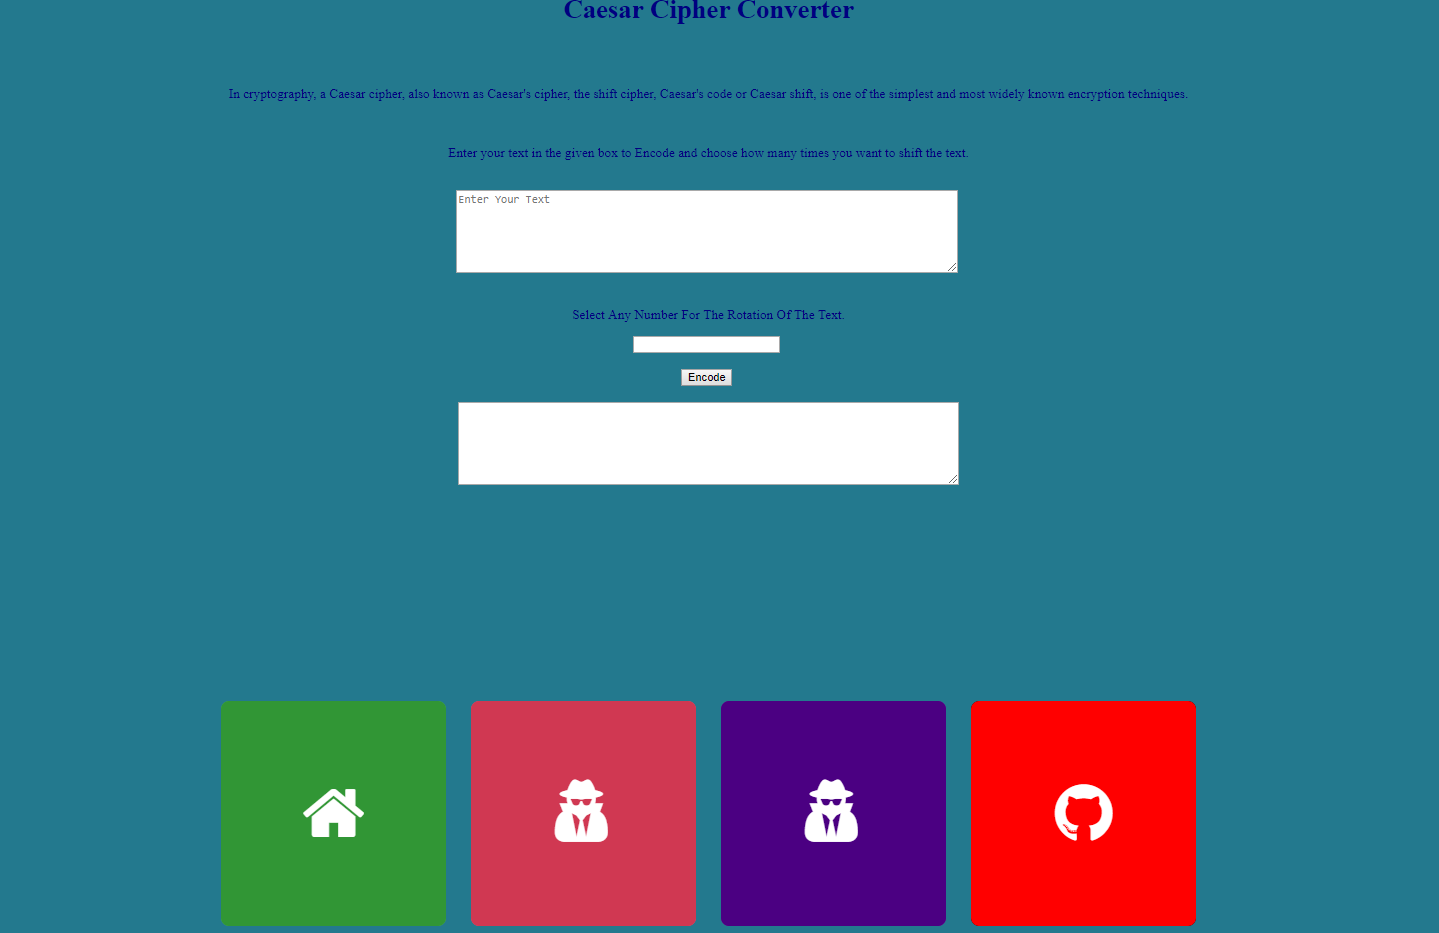 Caesar Cipher Converter
In cryptography, a Caesar cipher, also known as Caesar's cipher, the shift cipher, Caesar's code or Caesar shift, is one of the simplest and most widely known encryption techniques.
Enter your text in the given box to Encode and choose how many times you want to shift the text.
Enter Your Text
Select Any Number For The Rotation Of The Text.
Encode